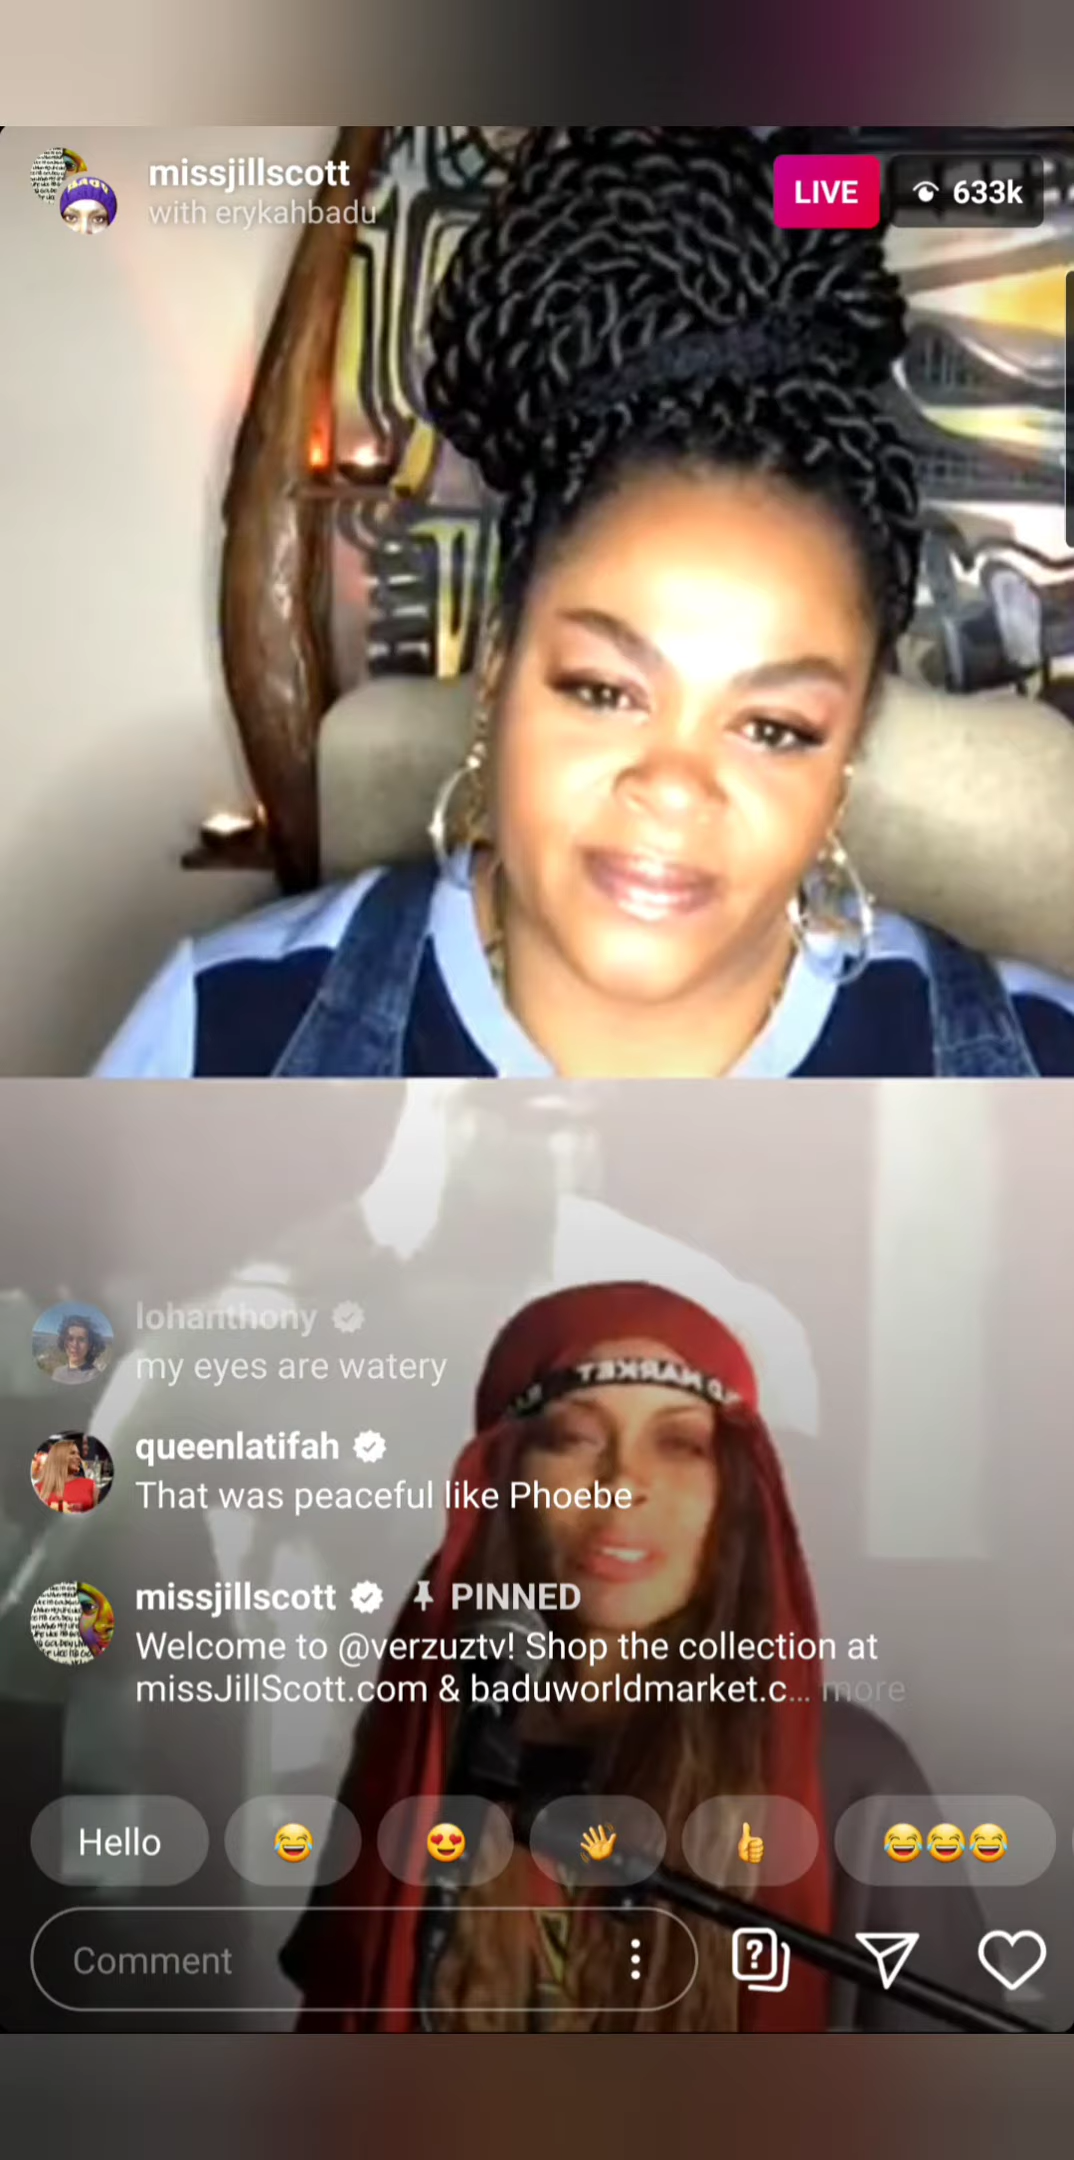 missjillscott
with erykahbadu
LIVE
633k
lohanthony
my eyes are watery
queenlatifah
That was peaceful like Phoebe
missjillscott PINNED
Welcome to @verzuztv! Shop the collection at
missJillScott.com & baduworldmarket.c... more
MARKET
Hello
Comment